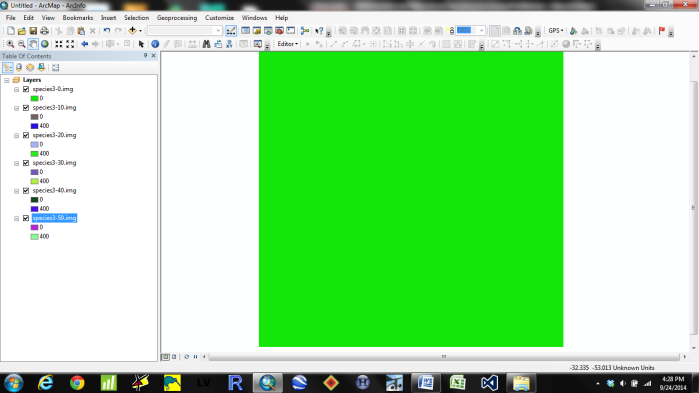 Untitled - ArcMap - ArcInfo
File Edit View Bookmarks Insert Selection Geoprocessing Customize Windows Help
Editor
GPS
Table Of Contents
Layers
species3-0.img
0
species3-10.img
0
400
species3-20.img
0
400
species3-30.img
0
400
species3-40.img
0
400
species3-50.img
0
400
-32.335 -53.013 Unknown Units
LV
4:28 PM
9/24/2014